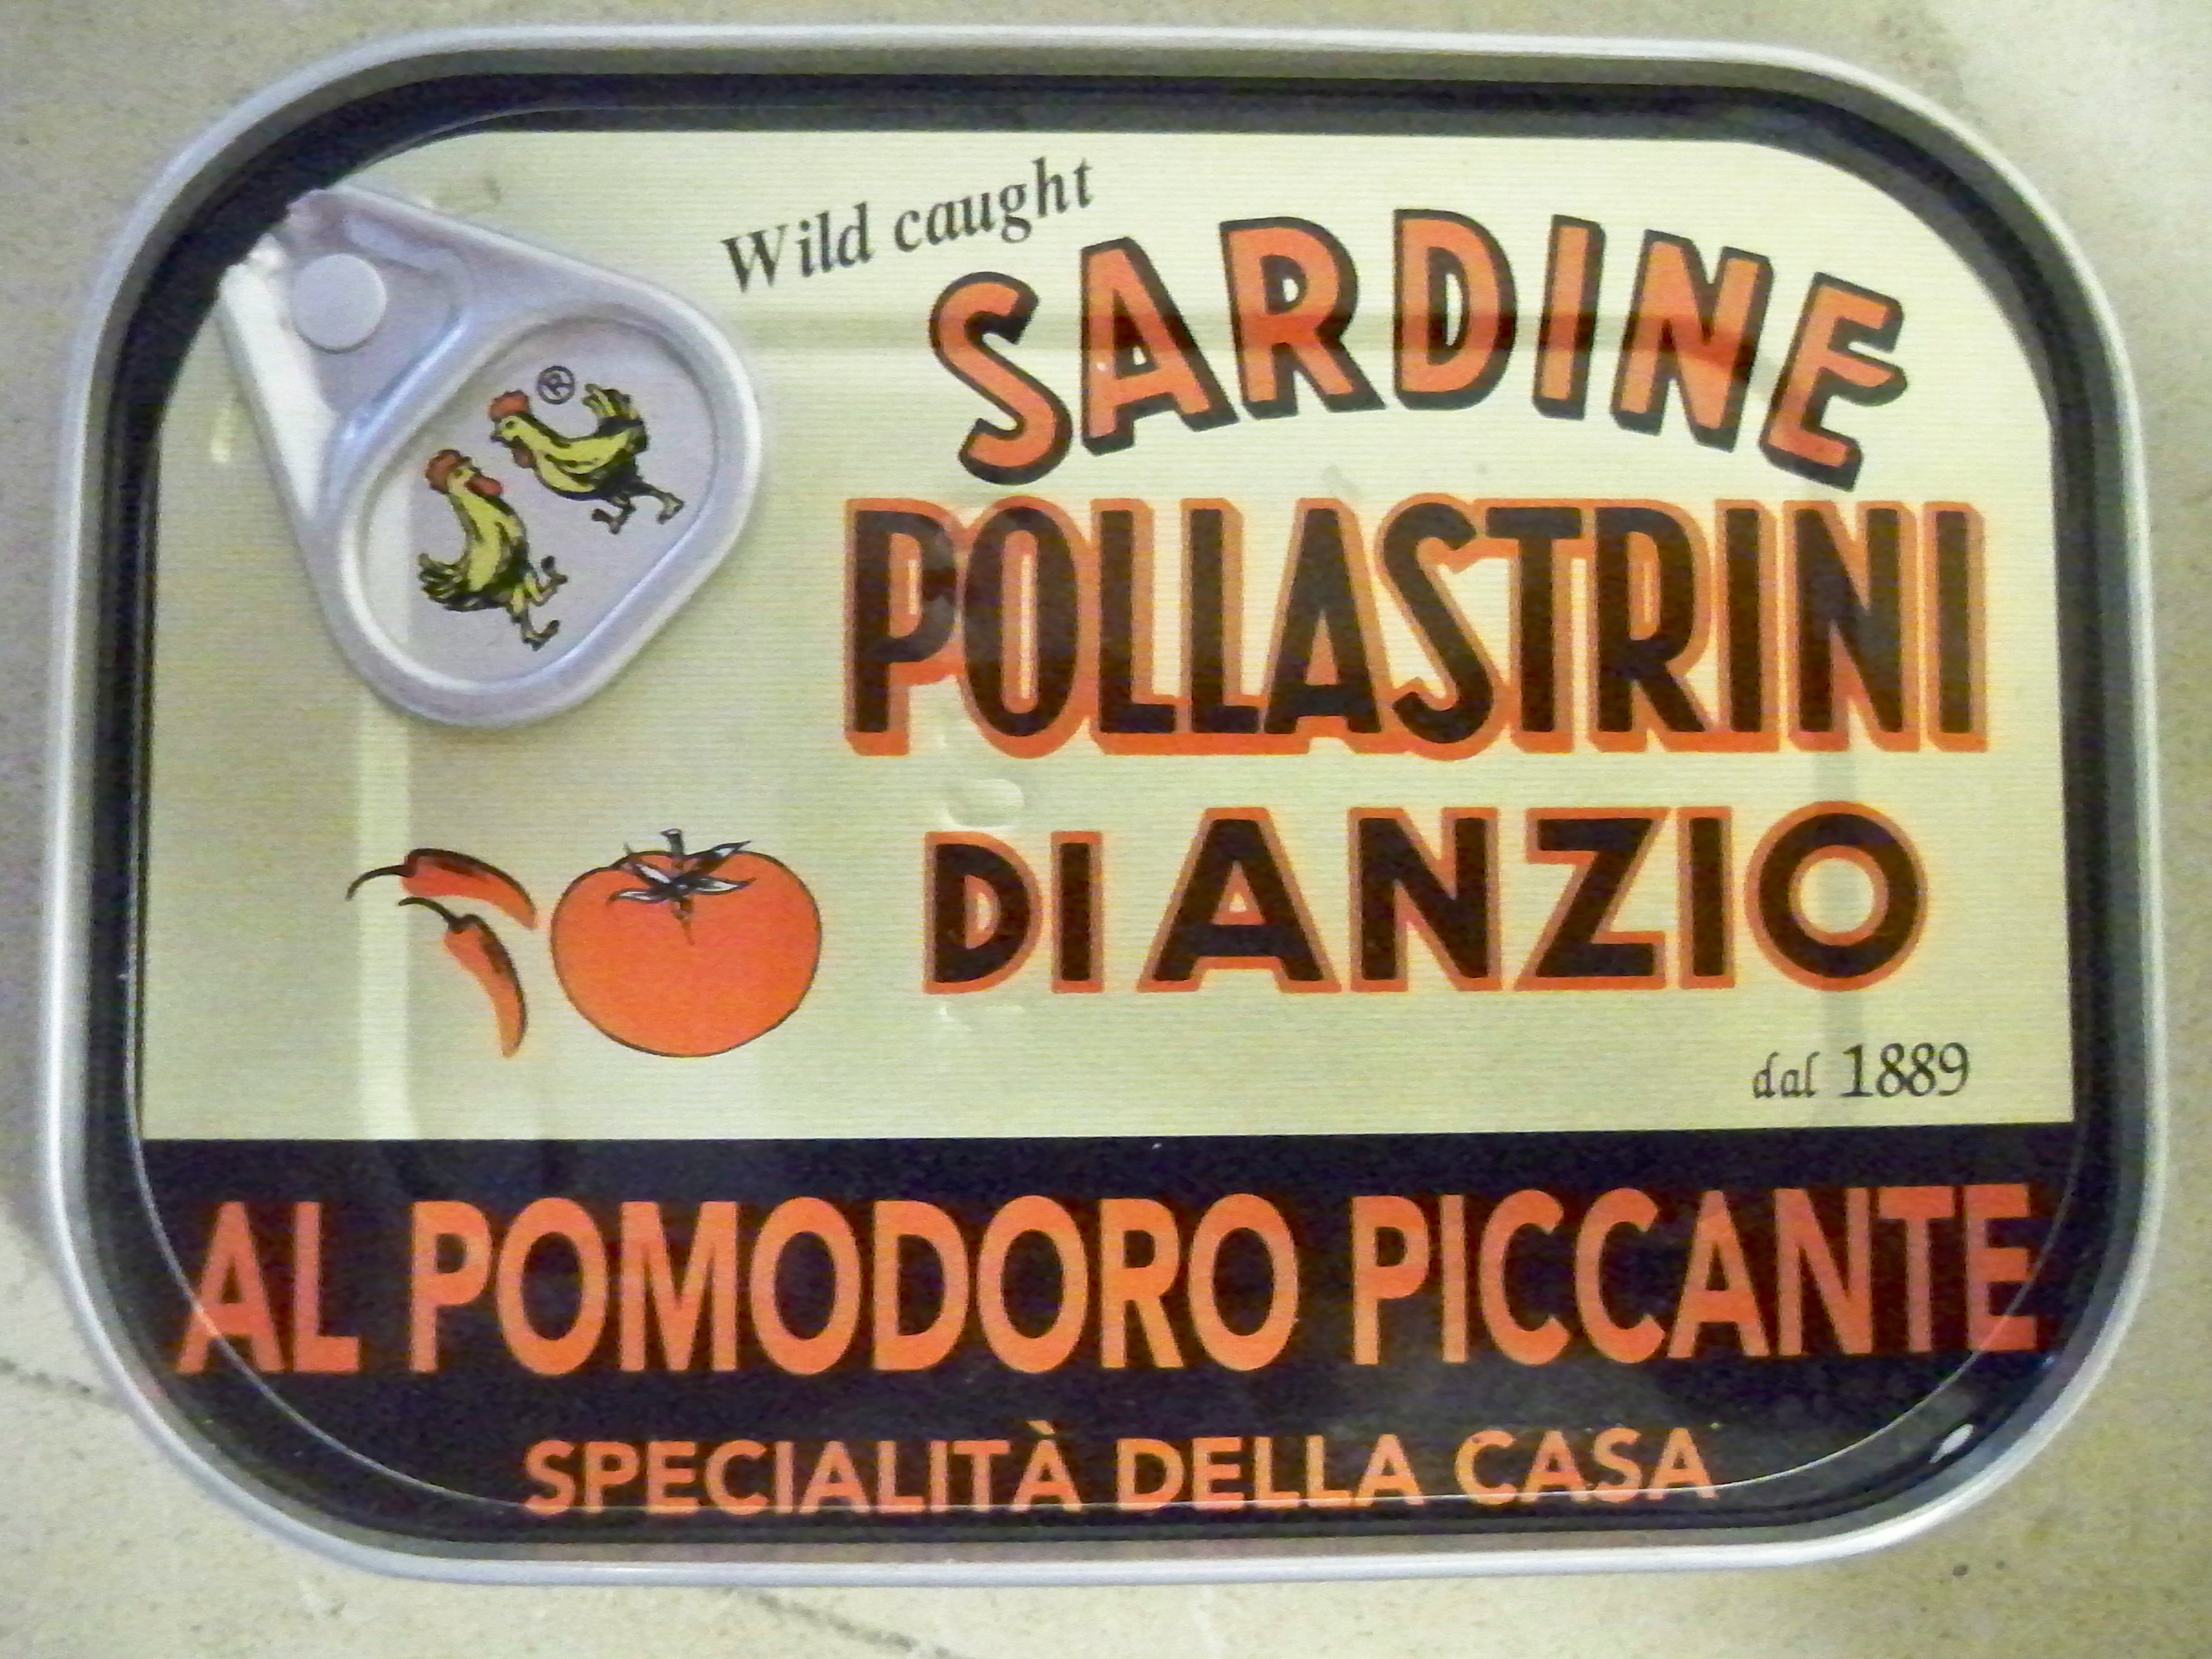 Wild caught
SARDINE
®
POLLASTRINI
DI ANZIO
dal 1889
AL POMODORO PICCANTE
SPECIALITÀ DELLA CASA